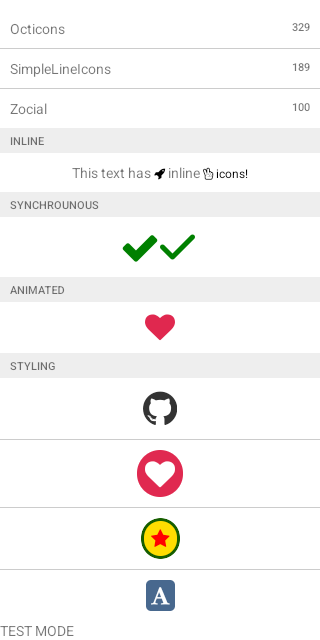 Octicons 329
SimpleLineIcons 189
Zocial 100
INLINE
This text has inline icons!
SYNCHROUNOUS
ANIMATED
STYLING
A
TEST MODE